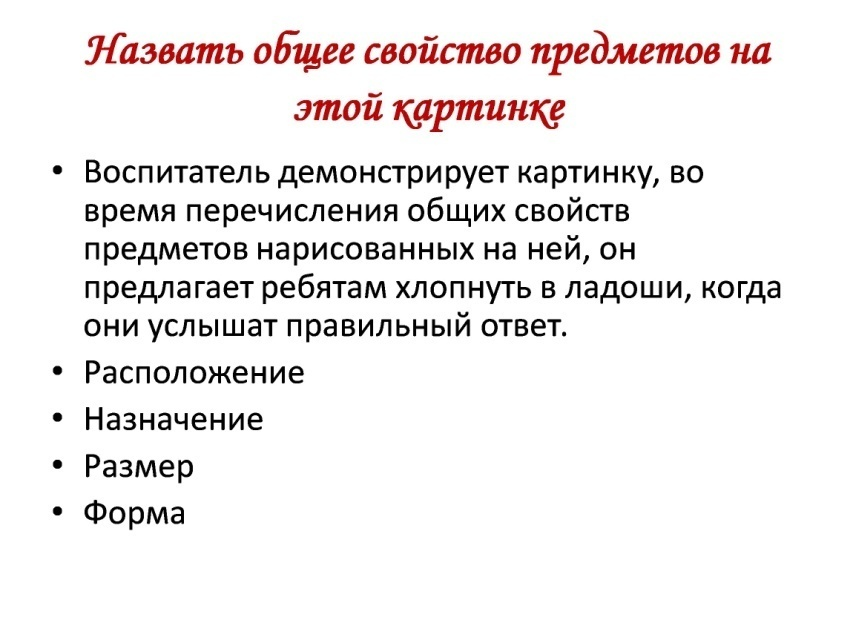 Назвать общее свойство предметов на
этой картинке
• Воспитатель демонстрирует картинку, во
время перечисления общих свойств
предметов нарисованных на ней, он
предлагает ребятам хлопнуть в ладоши, когда
они услышат правильный ответ.
• Расположение
• Назначение
• Размер
• Форма